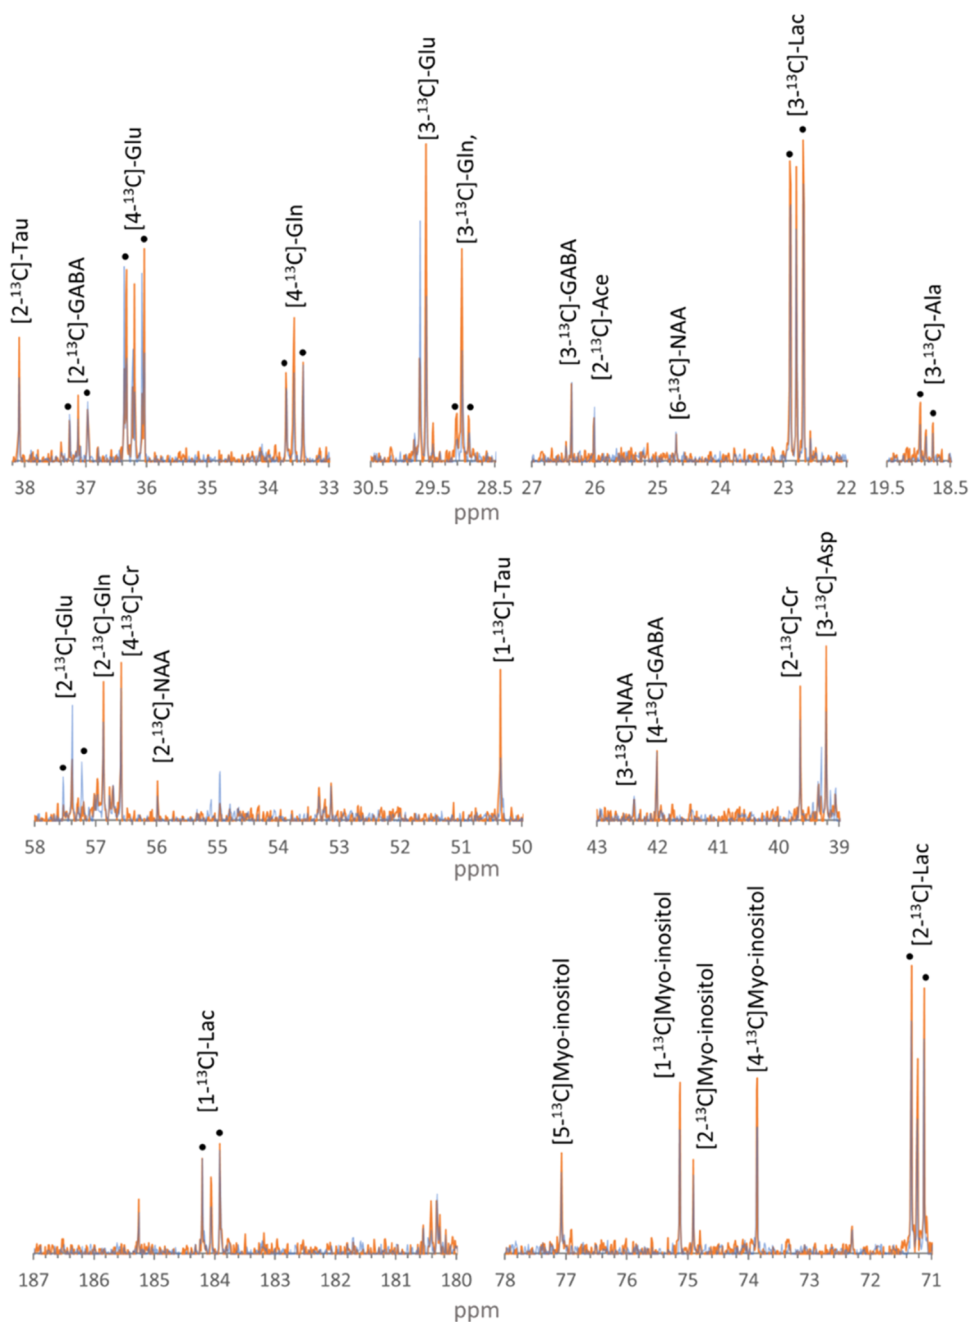 [2-¹³C]-Tau
[2-¹³C]-GABA
[4-¹³C]-Glu
[4-¹³C]-Gln
[3-¹³C]-Glu
[3-¹³C]-Gln,
[3-¹³C]-GABA
[2-¹³C]-Ace
[6-¹³C]-NAA
[3-¹³C]-Lac
[3-¹³C]-Ala
38 37 36 35 34 33 30.5 29.5 28.5 27 26 25 24 23 22 19.5 18.5
ppm
[2-¹³C]-Glu
[2-¹³C]-Gln
[4-¹³C]-Cr
[2-¹³C]-NAA
[1-¹³C]-Tau
[3-¹³C]-NAA
[4-¹³C]-GABA
[2-¹³C]-Cr
[3-¹³C]-Asp
58 57 56 55 54 53 52 51 50 43 42 41 40 39
ppm
[1-¹³C]-Lac
[5-¹³C]Myo-inositol
[1-¹³C]Myo-inositol
[2-¹³C]Myo-inositol
[4-¹³C]Myo-inositol
[2-¹³C]-Lac
187 186 185 184 183 182 181 180 78 77 76 75 74 73 72 71
ppm